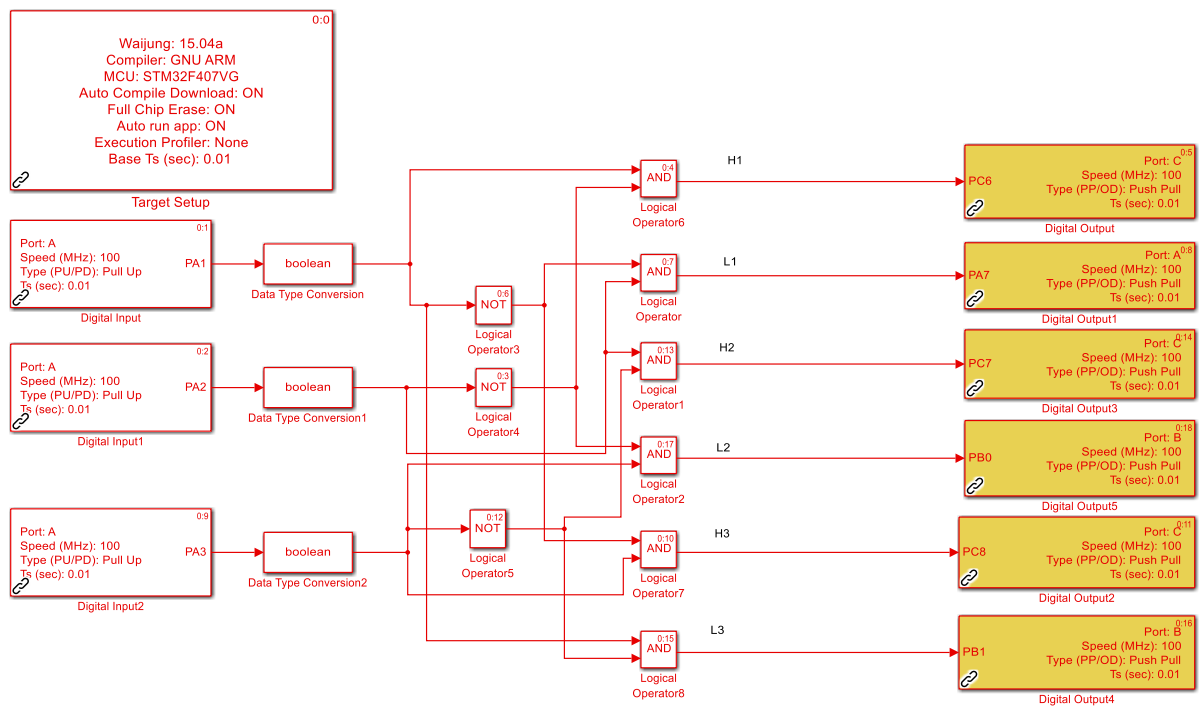 0:0
Waijung: 15.04a
Compiler: GNU ARM
MCU: STM32F407VG
Auto Compile Download: ON
Full Chip Erase: ON
Auto run app: ON
Execution Profiler: None
Base Ts (sec): 0.01
Target Setup
0:1
Port: A
Speed (MHz): 100
Type (PU/PD): Pull Up
Ts (sec): 0.01
PA1
Digital Input
boolean
Data Type Conversion
0:2
Port: A
Speed (MHz): 100
Type (PU/PD): Pull Up
Ts (sec): 0.01
PA2
Digital Input1
boolean
Data Type Conversion1
0:9
Port: A
Speed (MHz): 100
Type (PU/PD): Pull Up
Ts (sec): 0.01
PA3
Digital Input2
boolean
Data Type Conversion2
0:6
NOT
Logical
Operator3
0:3
NOT
Logical
Operator4
0:12
NOT
Logical
Operator5
0:4
AND
Logical
Operator6
H1
0:7
AND
Logical
Operator
L1
0:13
AND
Logical
Operator1
H2
0:17
AND
Logical
Operator2
L2
0:10
AND
Logical
Operator7
H3
0:15
AND
Logical
Operator8
L3
0:5
Port: C
Speed (MHz): 100
Type (PP/OD): Push Pull
Ts (sec): 0.01
PC6
Digital Output
0:8
Port: A
Speed (MHz): 100
Type (PP/OD): Push Pull
Ts (sec): 0.01
PA7
Digital Output1
0:14
Port: C
Speed (MHz): 100
Type (PP/OD): Push Pull
Ts (sec): 0.01
PC7
Digital Output3
0:18
Port: B
Speed (MHz): 100
Type (PP/OD): Push Pull
Ts (sec): 0.01
PB0
Digital Output5
0:11
Port: C
Speed (MHz): 100
Type (PP/OD): Push Pull
Ts (sec): 0.01
PC8
Digital Output2
0:16
Port: B
Speed (MHz): 100
Type (PP/OD): Push Pull
Ts (sec): 0.01
PB1
Digital Output4